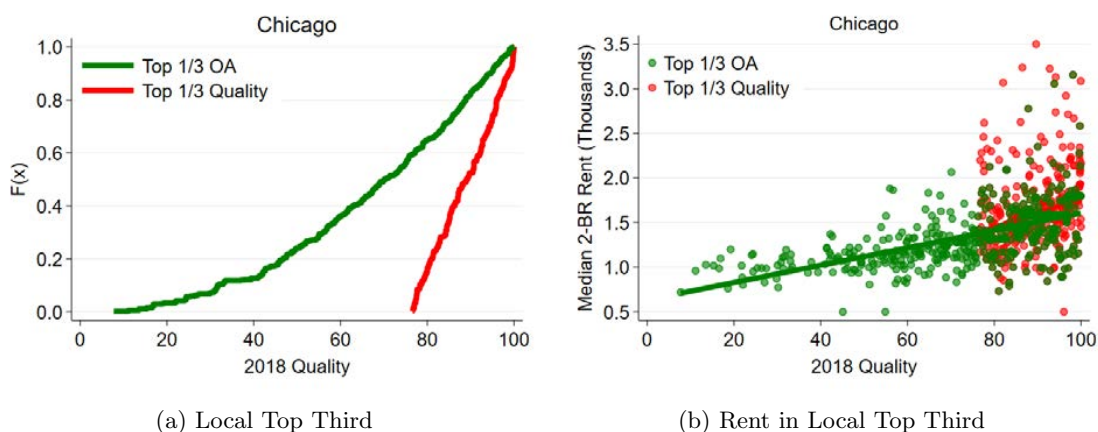 Chicago
Top 1/3 OA
Top 1/3 Quality
F(x)
1.0
0.8
0.6
0.4
0.2
0.0
0 20 40 60 80 100
2018 Quality
(a) Local Top Third
Chicago
Top 1/3 OA
Top 1/3 Quality
Median 2-BR Rent (Thousands)
3.5
3.0
2.5
2.0
1.5
1.0
0.5
0 20 40 60 80 100
2018 Quality
(b) Rent in Local Top Third